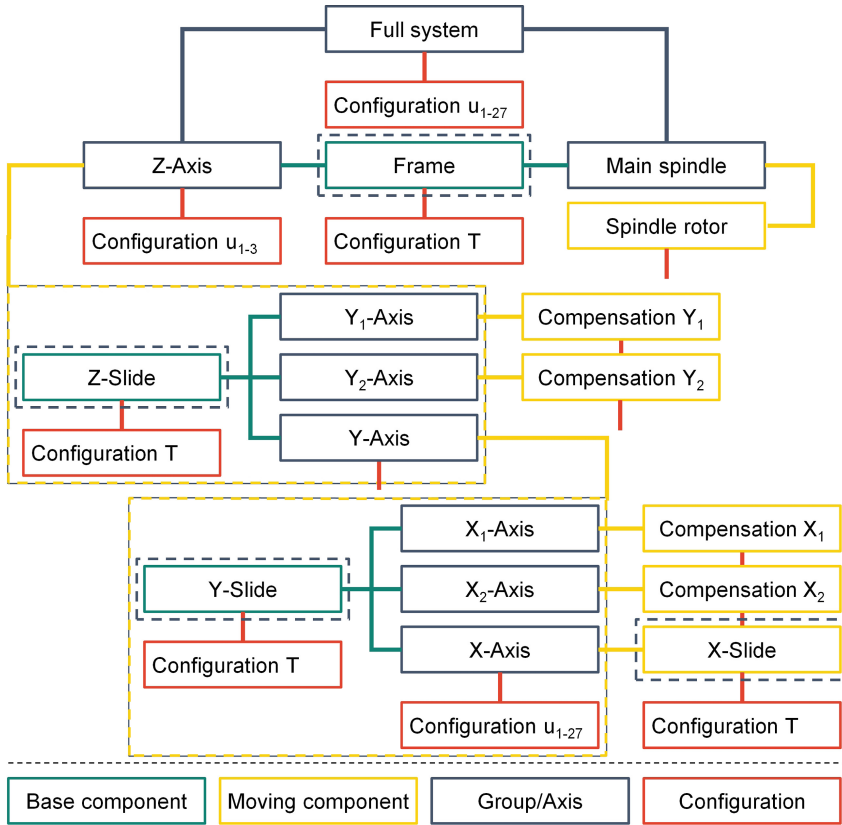 Full system
Configuration u₁₋₂₇
Z-Axis
Frame
Main spindle
Configuration u₁₋₃
Configuration T
Spindle rotor
Y₁-Axis
Compensation Y₁
Z-Slide
Y₂-Axis
Compensation Y₂
Configuration T
Y-Axis
X₁-Axis
Compensation X₁
Y-Slide
X₂-Axis
Compensation X₂
Configuration T
X-Axis
X-Slide
Configuration u₁₋₂₇
Configuration T
Base component
Moving component
Group/Axis
Configuration